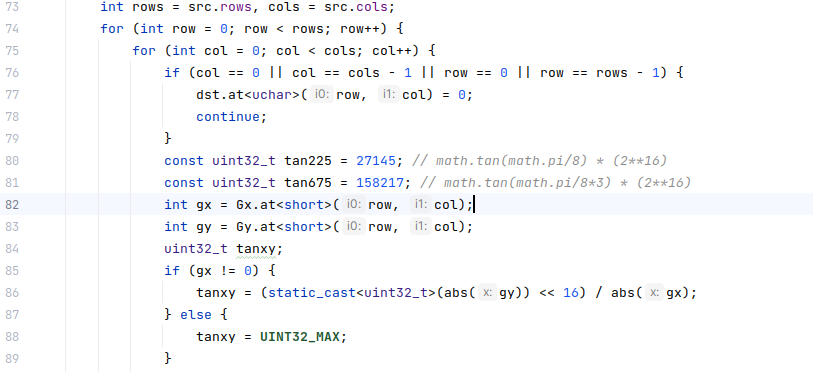 73 int rows = src.rows, cols = src.cols;
74 for (int row = 0; row < rows; row++) {
75 for (int col = 0; col < cols; col++) {
76 if (col == 0 || col == cols - 1 || row == 0 || row == rows - 1) {
77 dst.at<uchar>( i0: row, i1: col) = 0;
78 continue;
79 }
80 const uint32_t tan225 = 27145; // math.tan(math.pi/8) * (2**16)
81 const uint32_t tan675 = 158217; // math.tan(math.pi/8*3) * (2**16)
82 int gx = Gx.at<short>( i0: row, i1: col);
83 int gy = Gy.at<short>( i0: row, i1: col);
84 uint32_t tanxy;
85 if (gx != 0) {
86 tanxy = (static_cast<uint32_t>(abs( x: gy)) << 16) / abs( x: gx);
87 } else {
88 tanxy = UINT32_MAX;
89 }